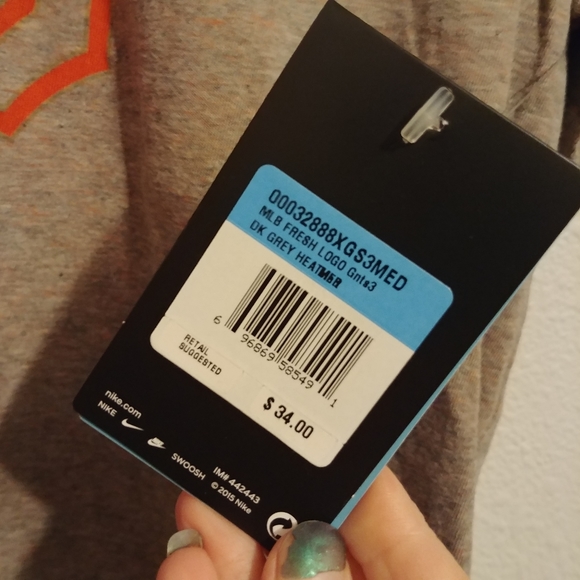 00032888XGS3MED
MLB FRESH LOGO Gnts3
DK GREY HEATHER
6 96869 58549 1
RETAIL
SUGGESTED
$ 34.00
nike.com
NIKE
SWOOSH
IM# 442443
© 2015 Nike